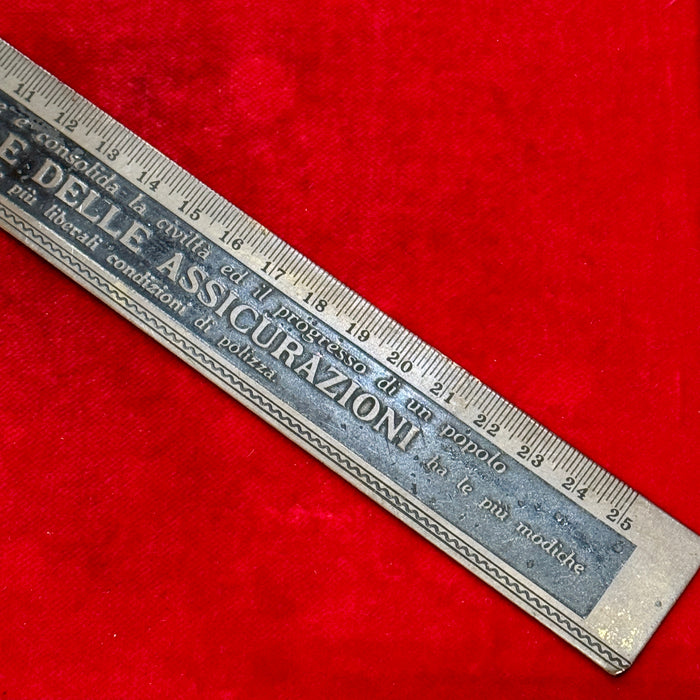 11 12 13 14 15 16 17 18 19 20 21 22 23 24 25
e consolida la civiltà ed il progresso di un popolo
E DELLE ASSICURAZIONI
ha le più modiche
più liberali condizioni di polizza.